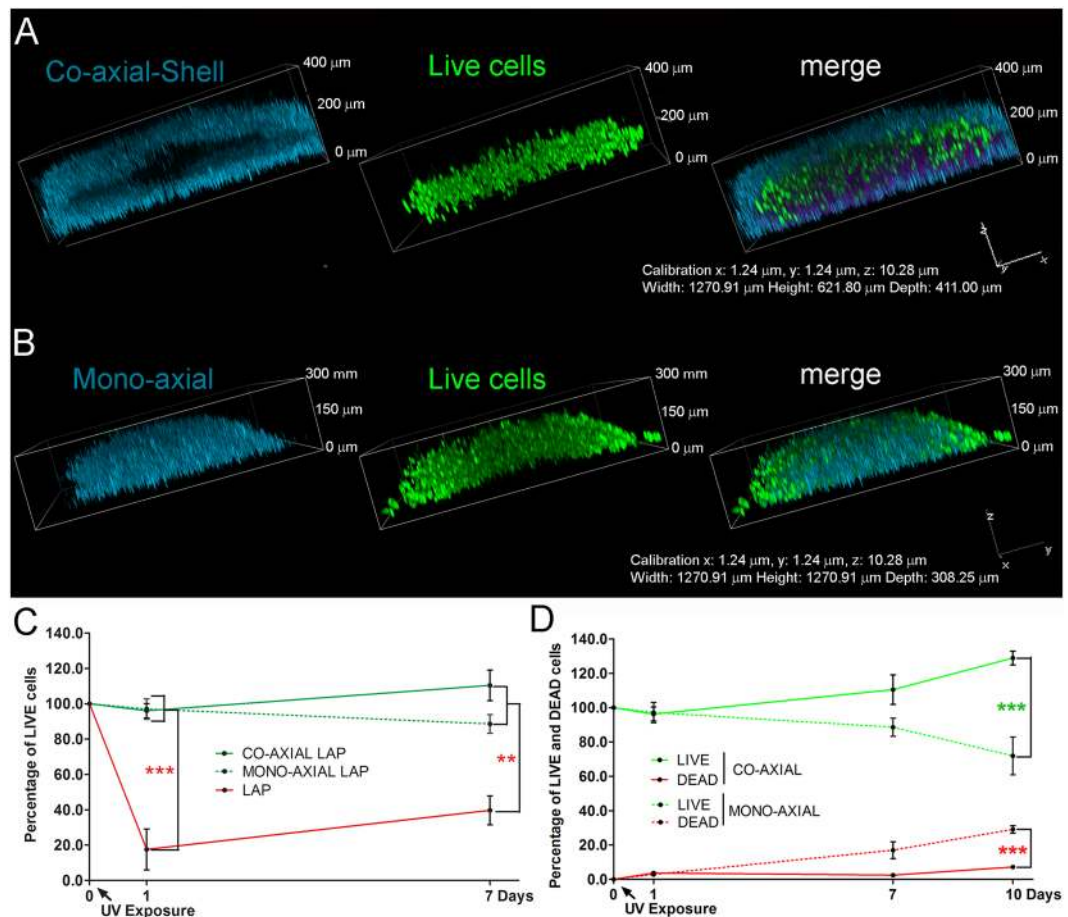 A
Co-axial-Shell
Live cells
merge
400 μm
200 μm
0 μm
400 μm
200 μm
0 μm
400 μm
200 μm
0 μm
z
y
x
Calibration x: 1.24 μm, y: 1.24 μm, z: 10.28 μm
Width: 1270.91 μm Height: 621.80 μm Depth: 411.00 μm
B
Mono-axial
Live cells
merge
300 mm
150 μm
0 μm
300 μm
150 μm
0 μm
300 μm
150 μm
0 μm
z
y
x
Calibration x: 1.24 μm, y: 1.24 μm, z: 10.28 μm
Width: 1270.91 μm Height: 1270.91 μm Depth: 308.25 μm
C
Percentage of LIVE cells
140.0
120.0
100.0
80.0
60.0
40.0
20.0
0.0
***
**
CO-AXIAL LAP
MONO-AXIAL LAP
LAP
0
1
7 Days
UV Exposure
D
Percentage of LIVE and DEAD cells
140.0
120.0
100.0
80.0
60.0
40.0
20.0
0.0
***
LIVE
DEAD
CO-AXIAL
LIVE
DEAD
MONO-AXIAL
***
0
1
7
10 Days
UV Exposure